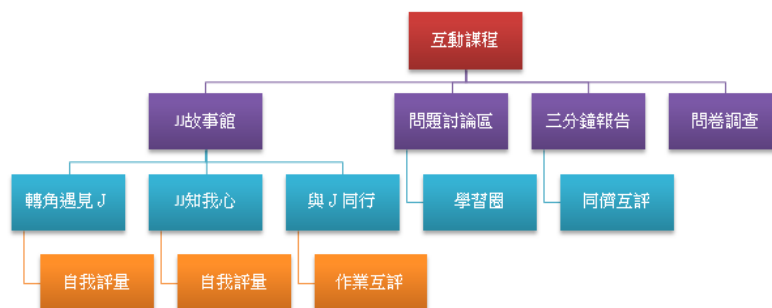 互動課程
JJ故事館
問題討論區
三分鐘報告
問卷調查
轉角遇見 J
JJ知我心
與 J 同行
學習圈
同儕互評
自我評量
自我評量
作業互評